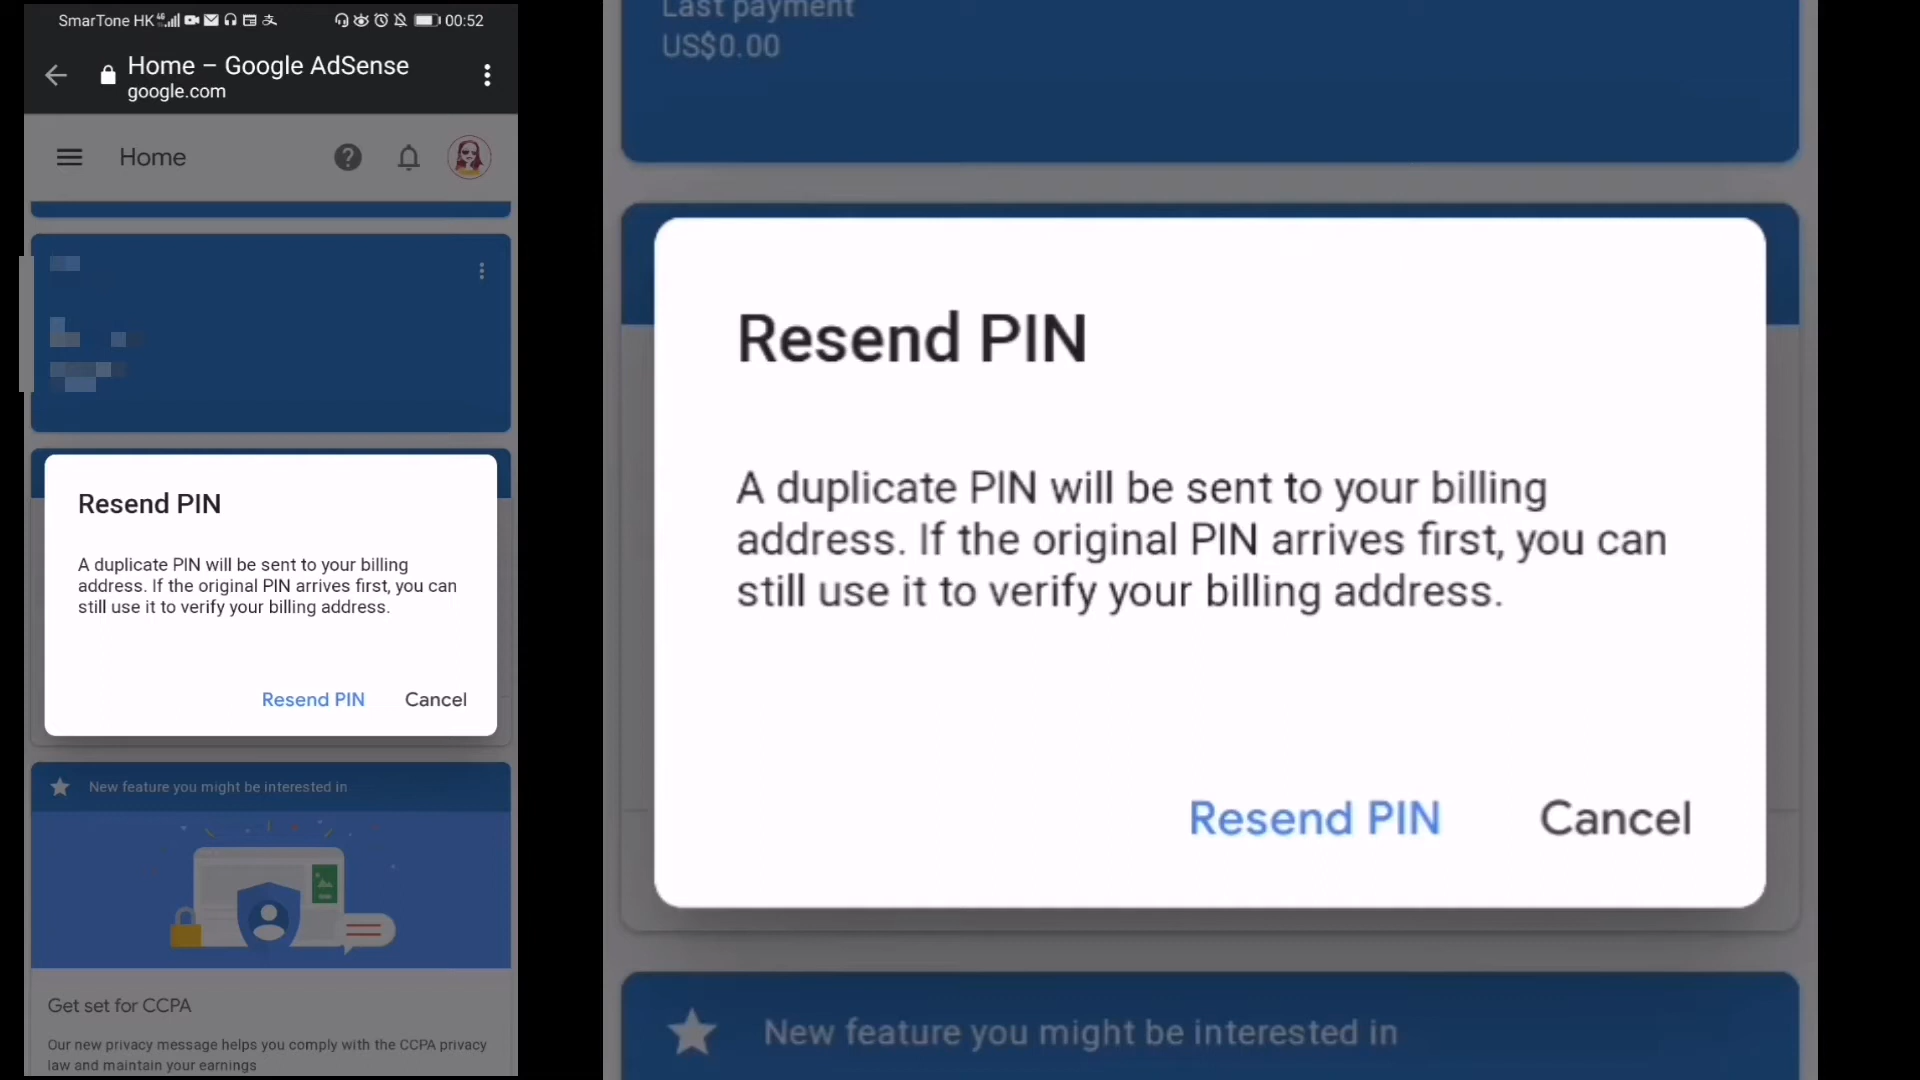 SmarTone HK
00:52
Home – Google AdSense
google.com
Home
Resend PIN
A duplicate PIN will be sent to your billing
address. If the original PIN arrives first, you can
still use it to verify your billing address.
Resend PIN
Cancel
New feature you might be interested in
Get set for CCPA
Our new privacy message helps you comply with the CCPA privacy
law and maintain your earnings
Last payment
US$0.00
Resend PIN
A duplicate PIN will be sent to your billing
address. If the original PIN arrives first, you can
still use it to verify your billing address.
Resend PIN
Cancel
New feature you might be interested in